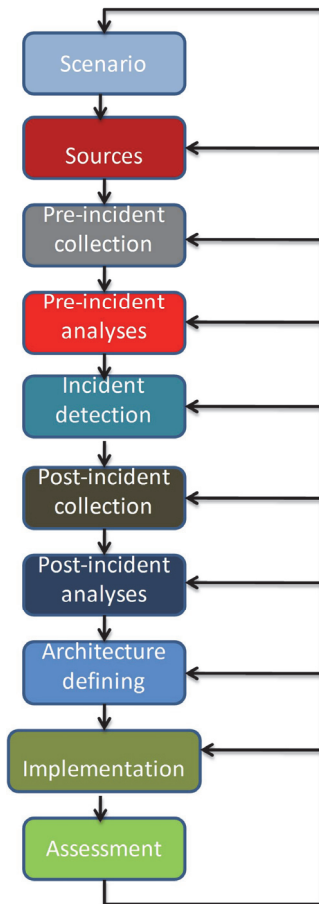 Scenario
Sources
Pre-incident
collection
Pre-incident
analyses
Incident
detection
Post-incident
collection
Post-incident
analyses
Architecture
defining
Implementation
Assessment